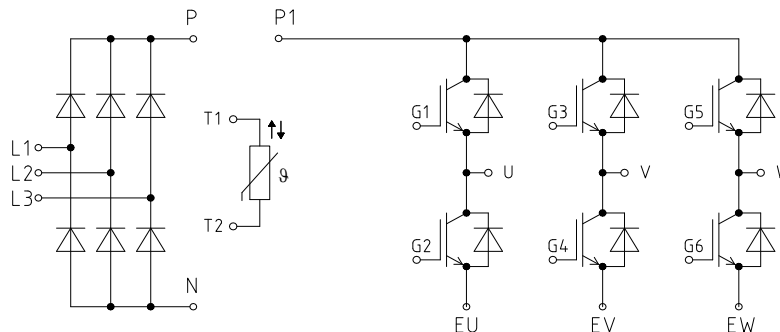 P P1
G1 G3 G5
T1
L1
L2 U V
L3 ϑ
T2
G2 G4 G6
N
EU EV EW